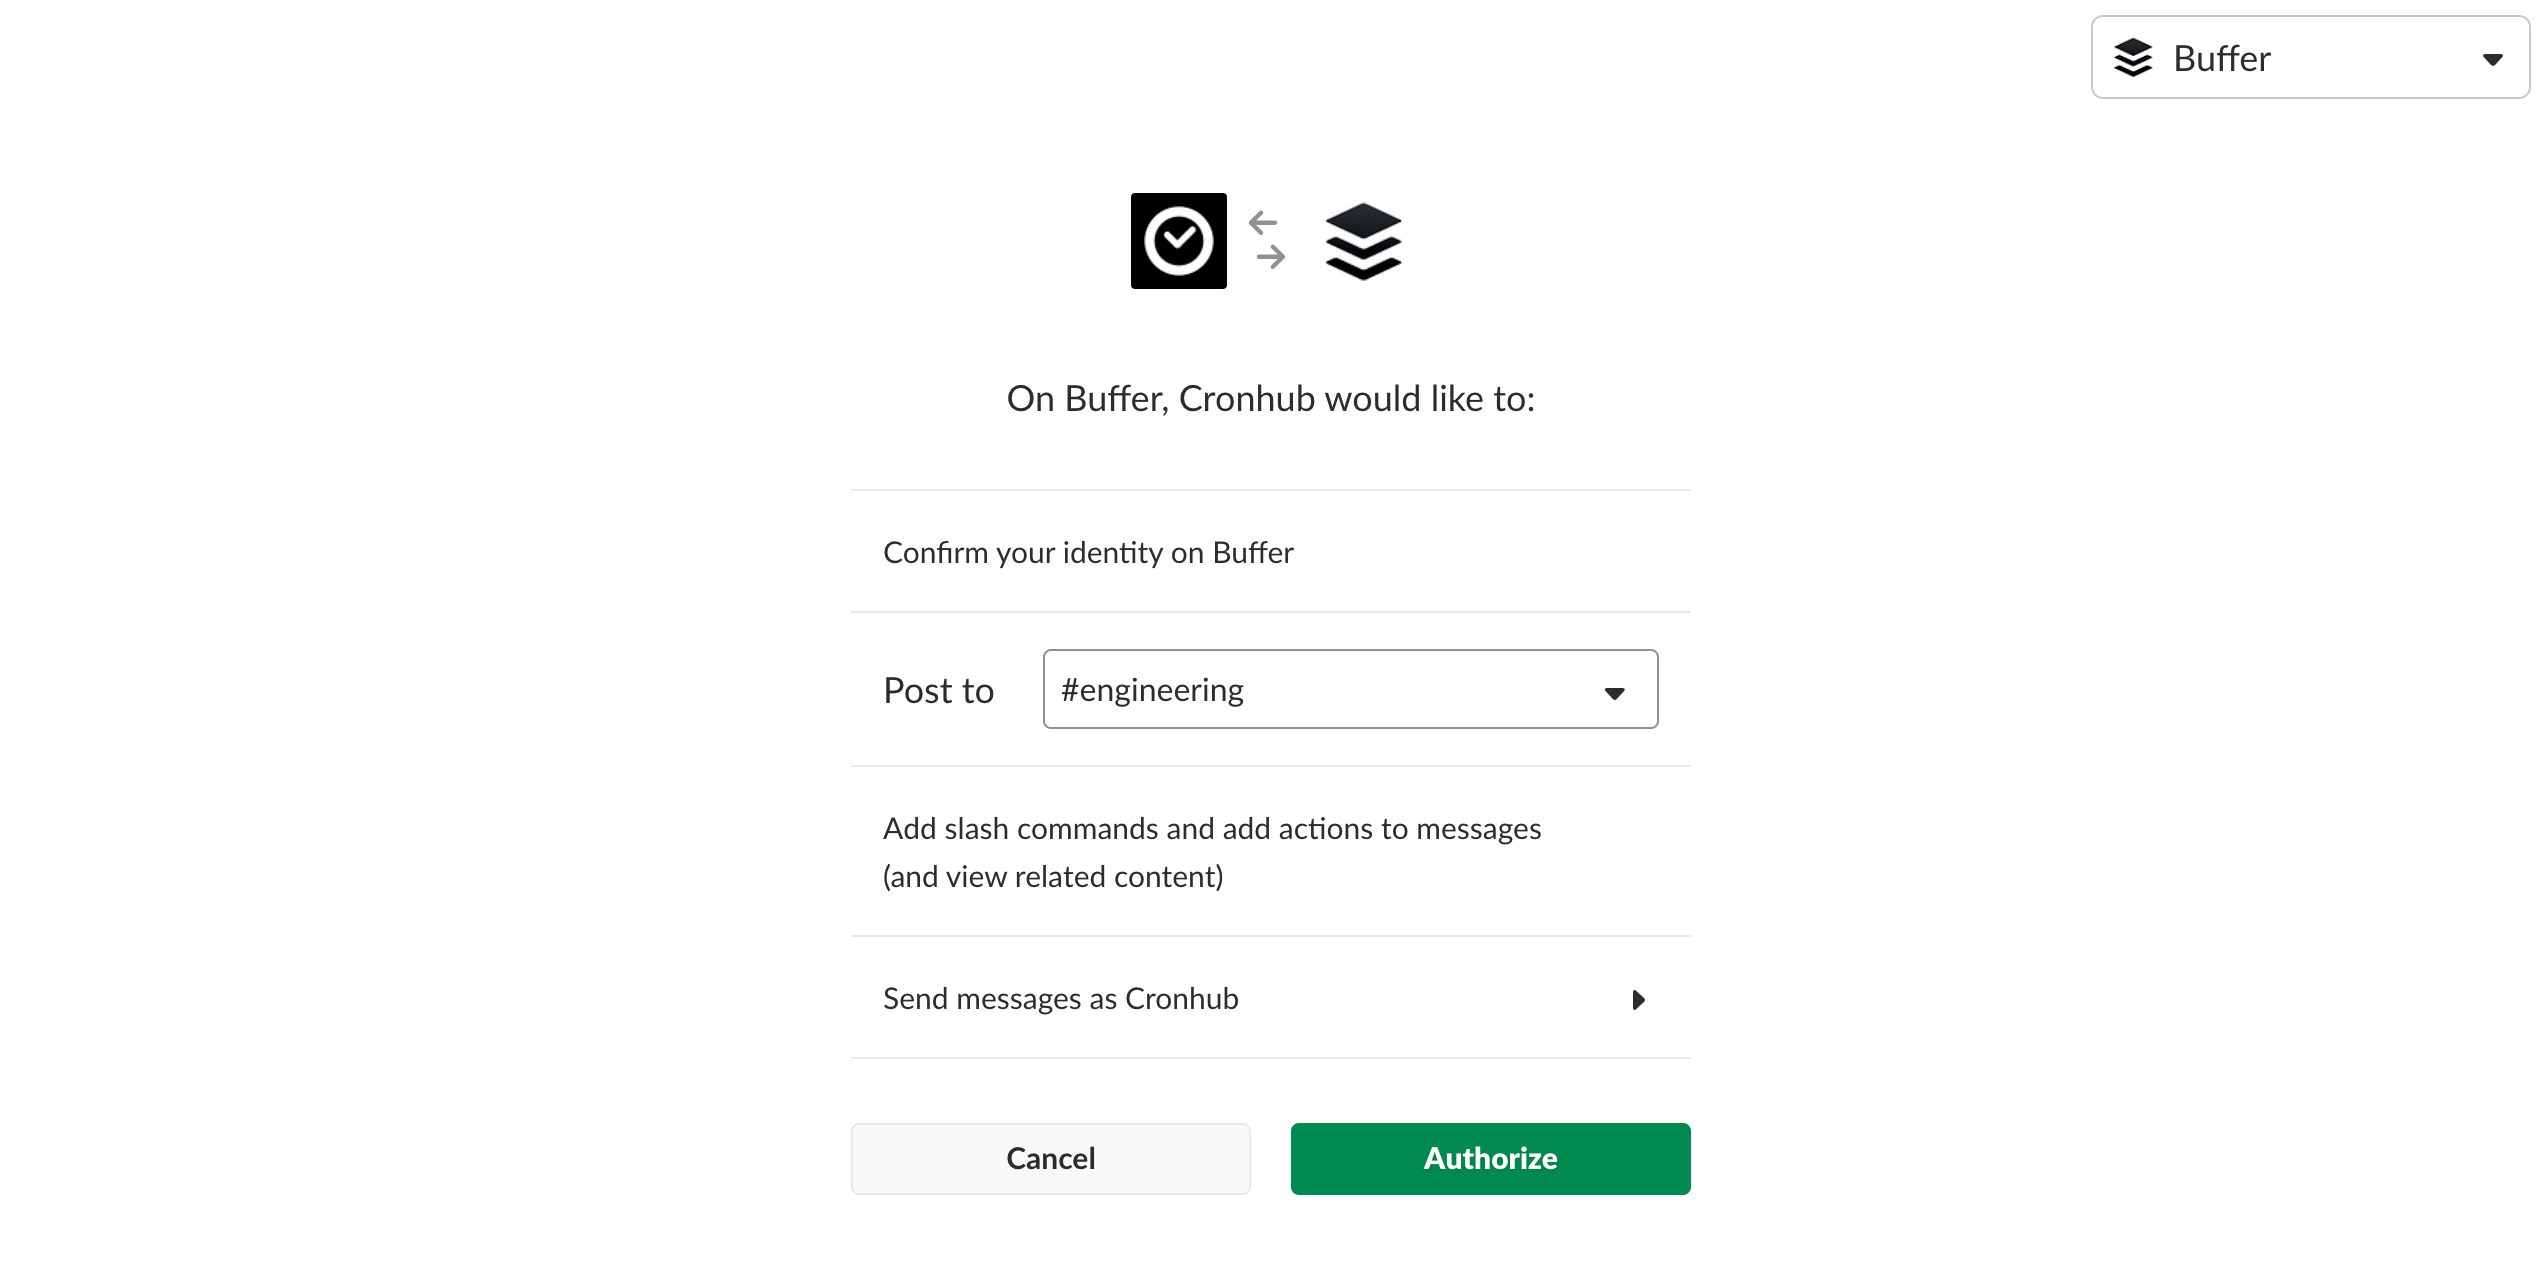 Buffer
On Buffer, Cronhub would like to:
Confirm your identity on Buffer
Post to #engineering
Add slash commands and add actions to messages
(and view related content)
Send messages as Cronhub
Cancel Authorize